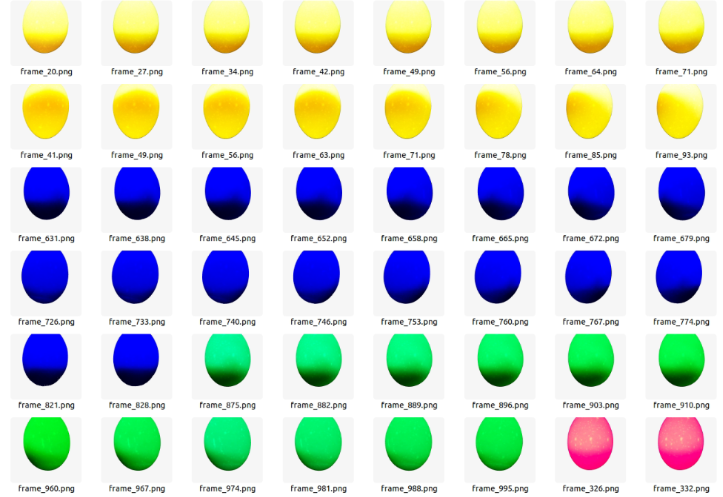 frame_20.png frame_27.png frame_34.png frame_42.png frame_49.png frame_56.png frame_64.png frame_71.png
frame_41.png frame_49.png frame_56.png frame_63.png frame_71.png frame_78.png frame_85.png frame_93.png
frame_631.png frame_638.png frame_645.png frame_652.png frame_658.png frame_665.png frame_672.png frame_679.png
frame_726.png frame_733.png frame_740.png frame_746.png frame_753.png frame_760.png frame_767.png frame_774.png
frame_821.png frame_828.png frame_875.png frame_882.png frame_889.png frame_896.png frame_903.png frame_910.png
frame_960.png frame_967.png frame_974.png frame_981.png frame_988.png frame_995.png frame_326.png frame_332.png